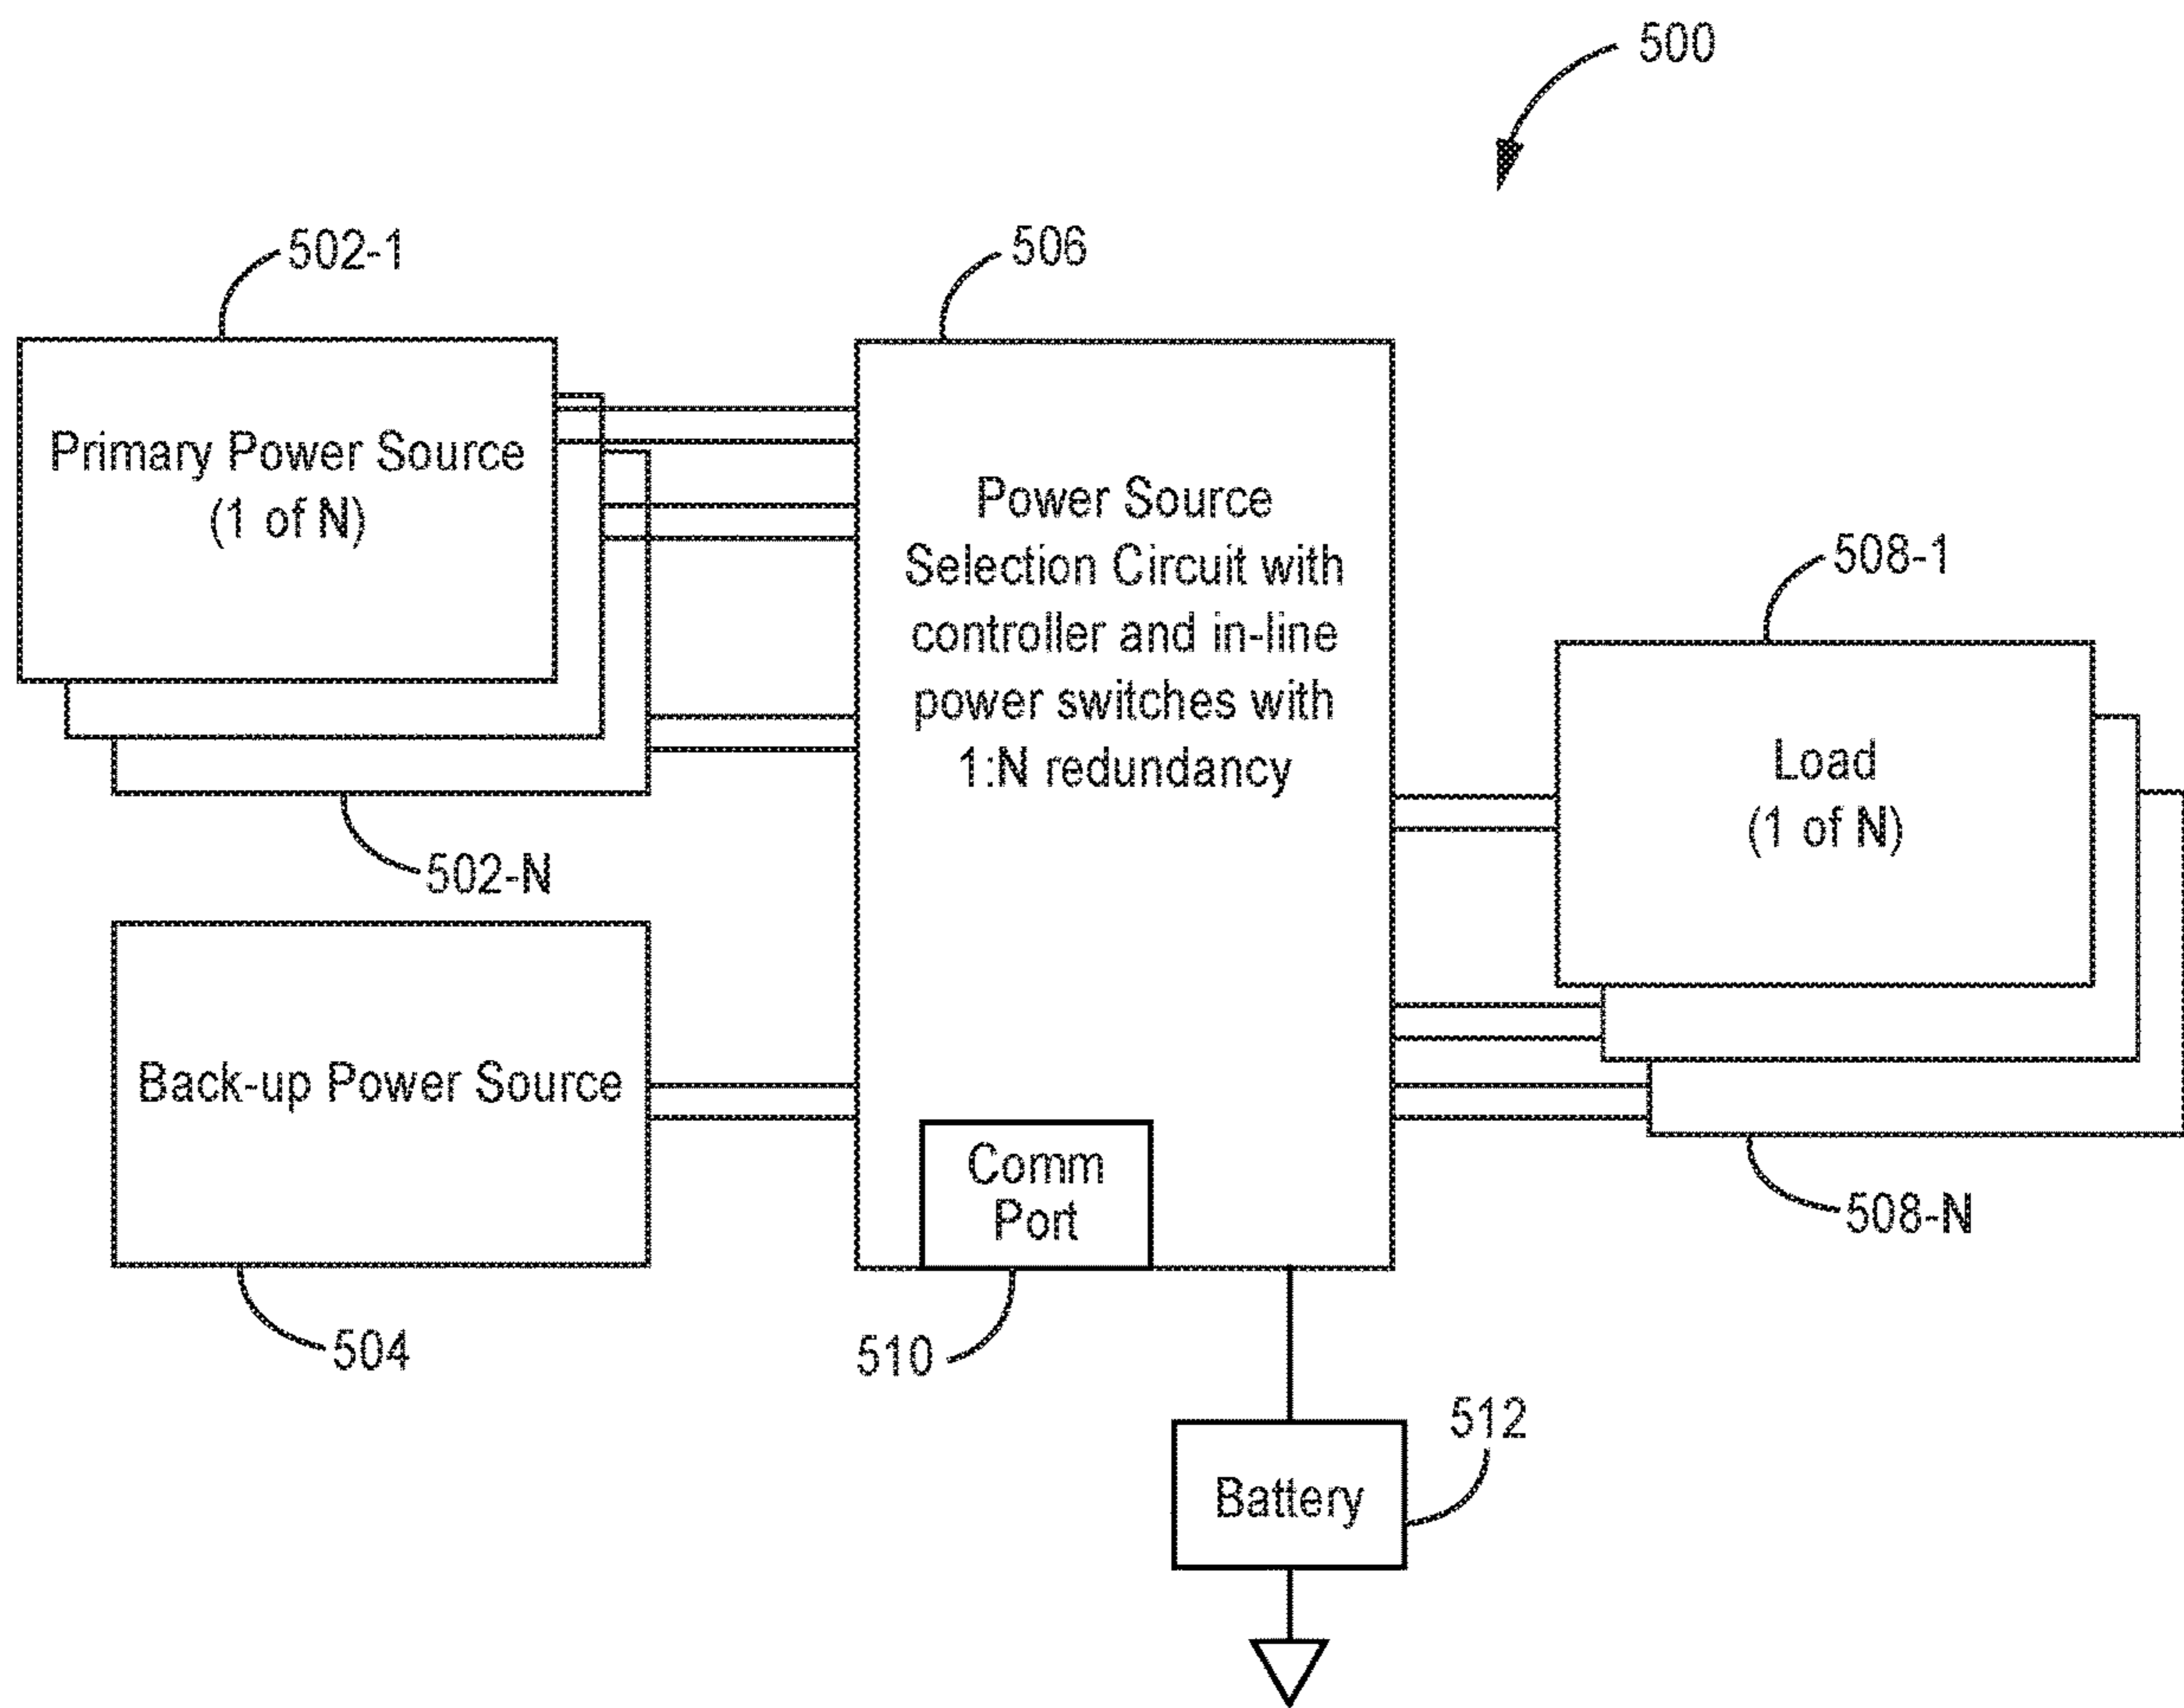 500
502-1
506
Primary Power Source
(1 of N)
Power Source
Selection Circuit with
controller and in-line
power switches with
1:N redundancy
508-1
Load
(1 of N)
502-N
Back-up Power Source
Comm
Port
508-N
504
510
512
Battery